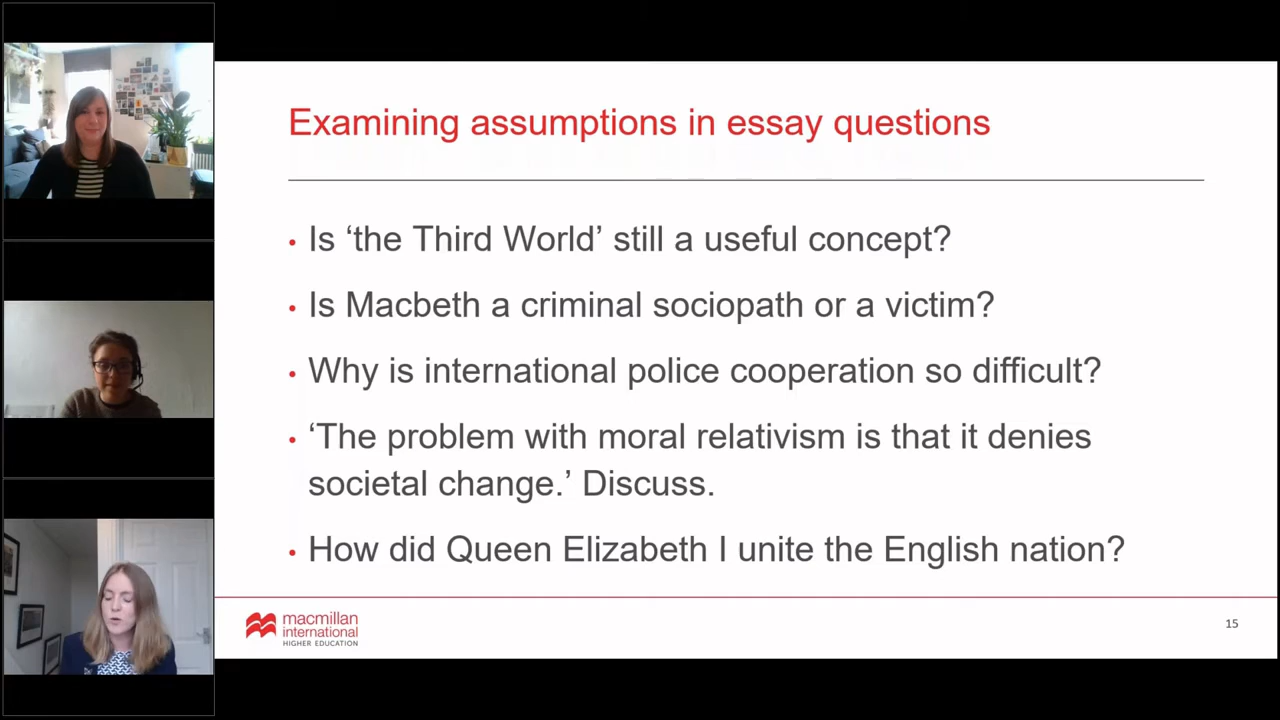 Examining assumptions in essay questions
• Is ‘the Third World’ still a useful concept?
• Is Macbeth a criminal sociopath or a victim?
• Why is international police cooperation so difficult?
• ‘The problem with moral relativism is that it denies
societal change.’ Discuss.
• How did Queen Elizabeth I unite the English nation?
macmillan
international
HIGHER EDUCATION
15